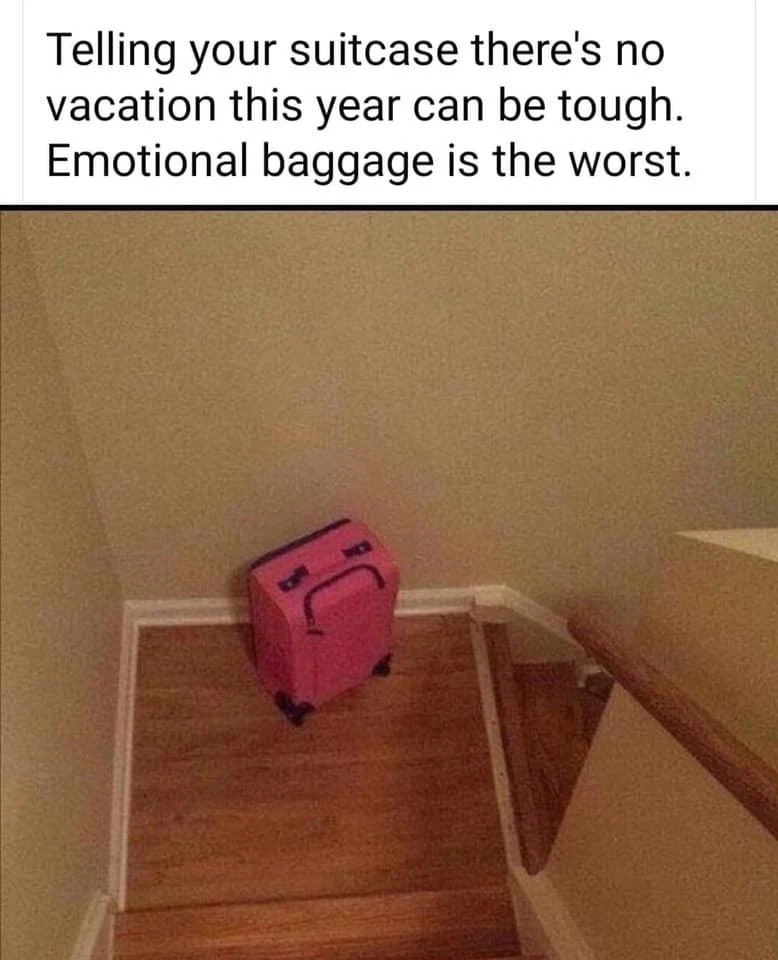 Telling your suitcase there's no
vacation this year can be tough.
Emotional baggage is the worst.